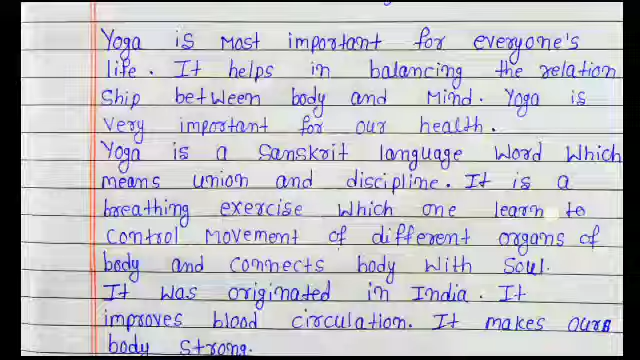 Yoga is most important for everyone's
life. It helps in balancing the relation
ship between body and mind. Yoga is
very important for our health.
Yoga is a Sanskrit language word which
means union and discipline. It is a
breathing exercise which one learn to
control movement of different organs of
body and connects body with soul.
It was originated in India. It
improves blood circulation. It makes our
body strong.